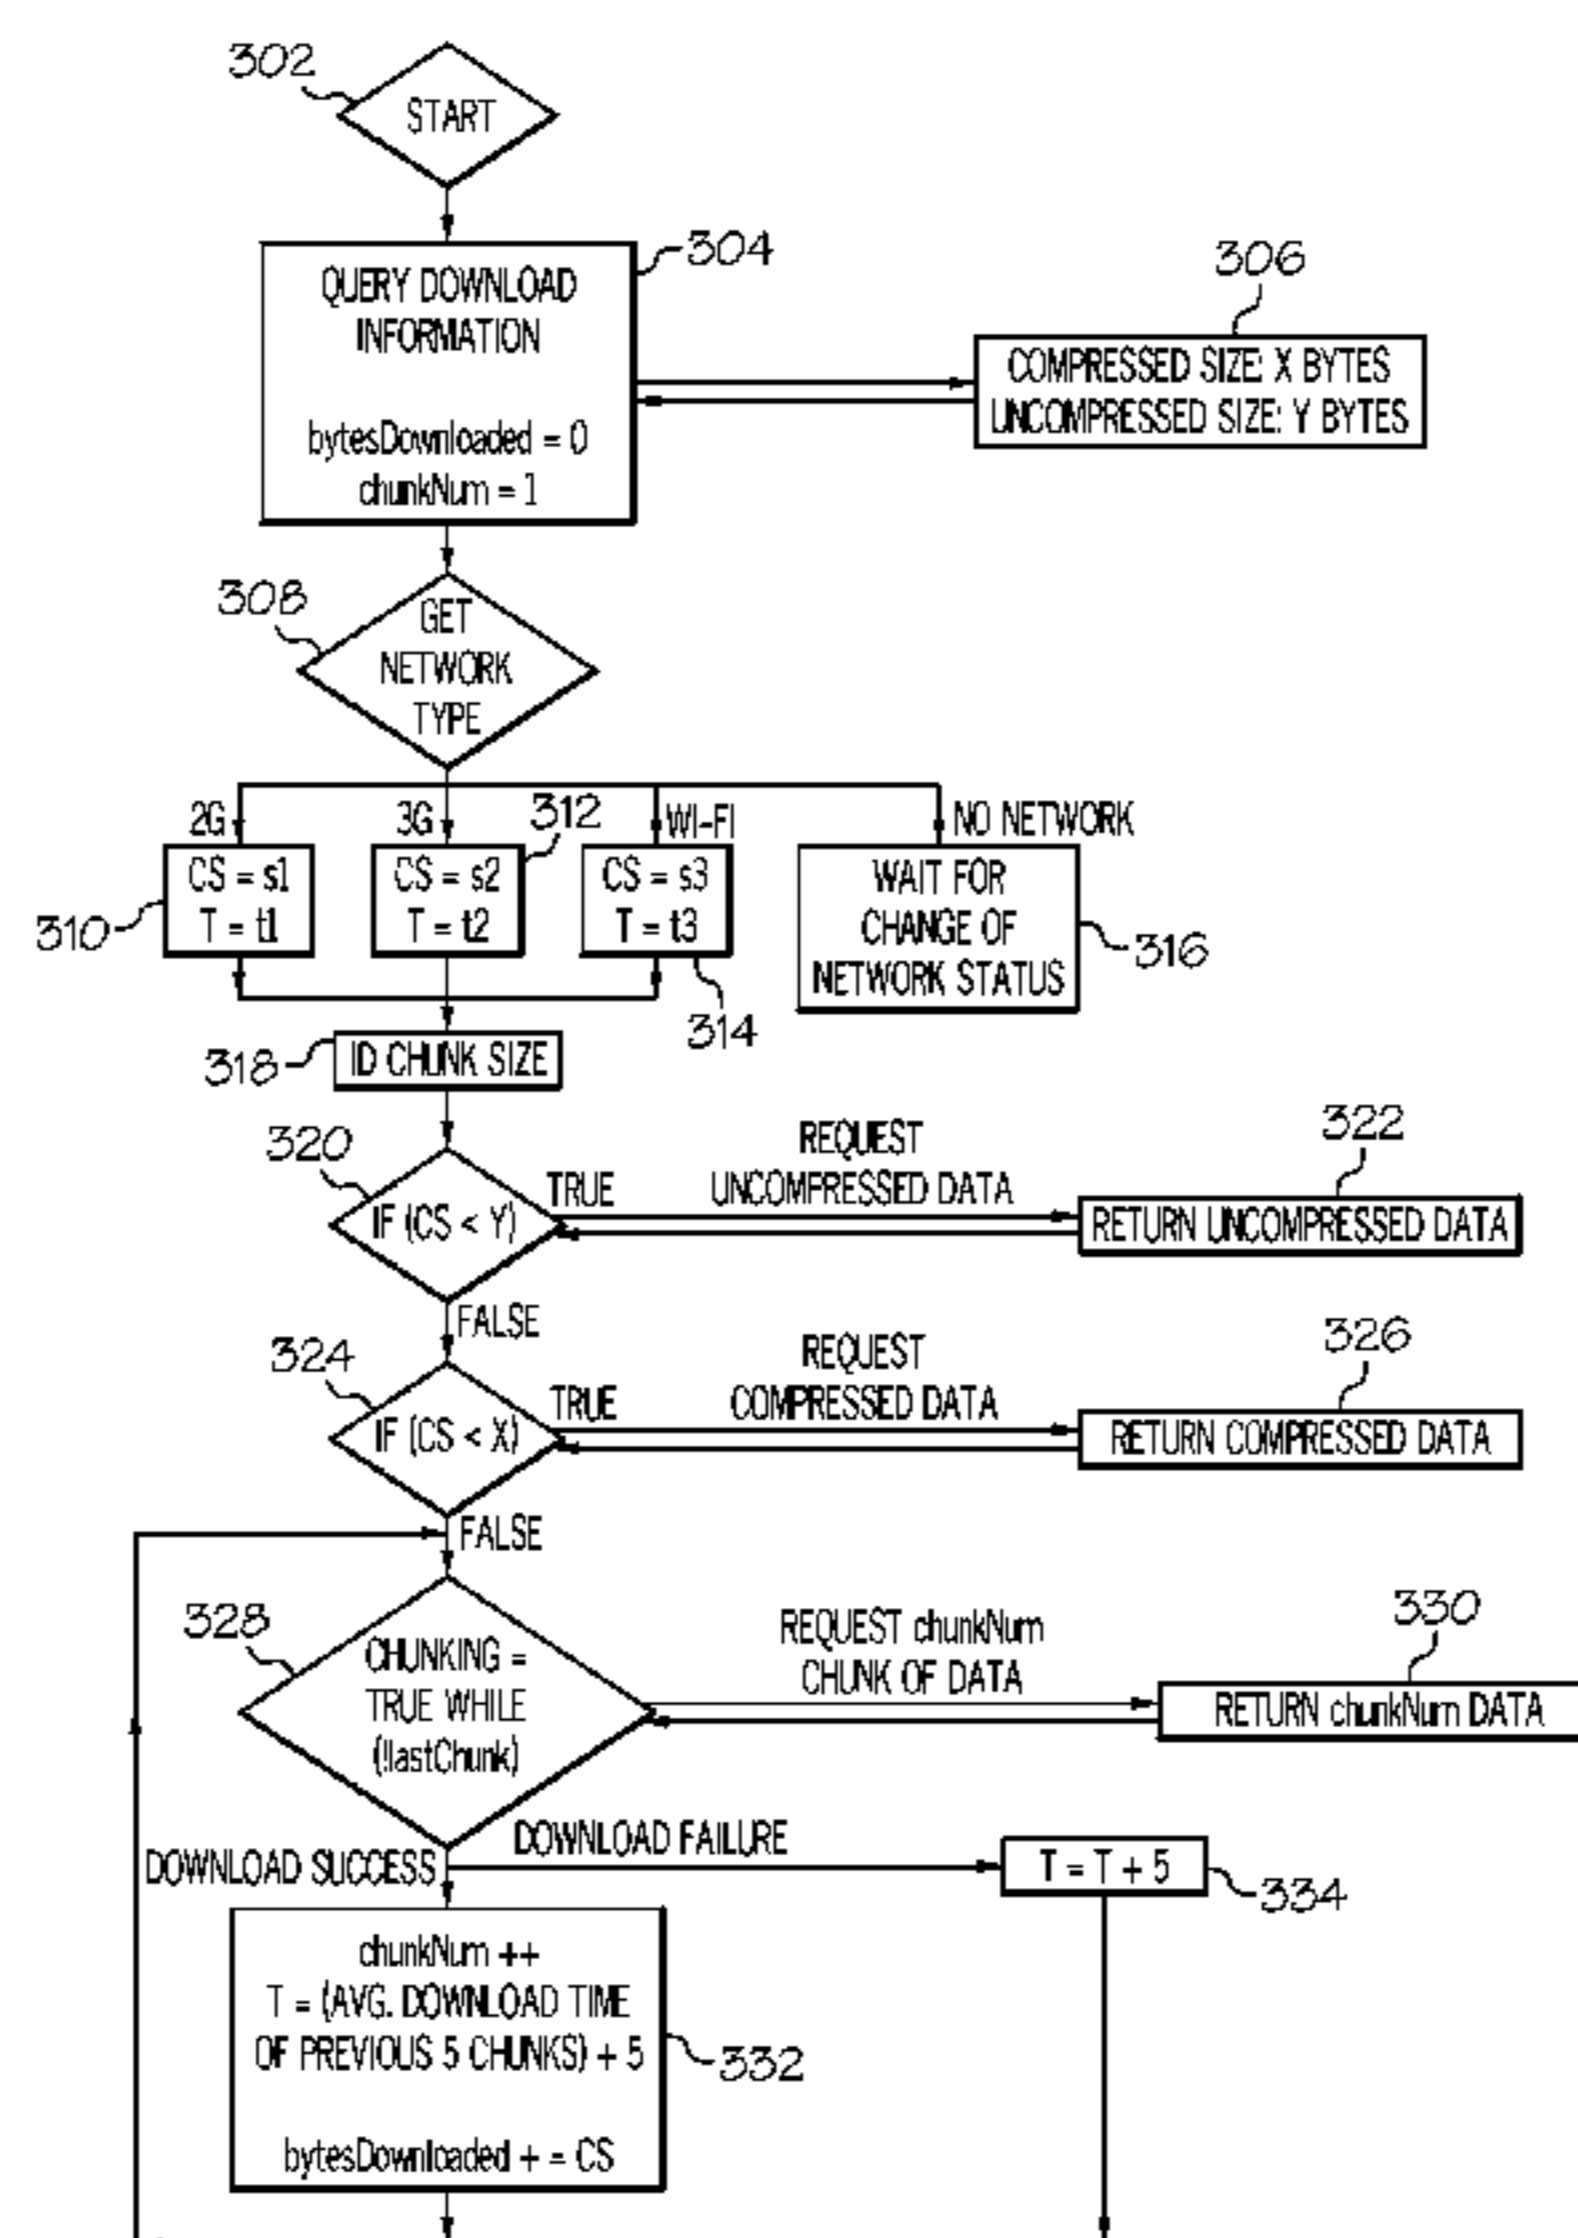 302
START
304
QUERY DOWNLOAD
INFORMATION
bytesDownloaded = 0
chunkNum = 1
306
COMPRESSED SIZE: X BYTES
UNCOMPRESSED SIZE: Y BYTES
308
GET
NETWORK
TYPE
2G
3G
312
WI-FI
NO NETWORK
310
CS = s1
T = t1
CS = s2
T = t2
CS = s3
T = t3
314
WAIT FOR
CHANGE OF
NETWORK STATUS
316
318
ID CHUNK SIZE
320
IF (CS < Y)
TRUE
REQUEST
UNCOMPRESSED DATA
322
RETURN UNCOMPRESSED DATA
FALSE
324
IF (CS < X)
TRUE
REQUEST
COMPRESSED DATA
326
RETURN COMPRESSED DATA
FALSE
328
CHUNKING =
TRUE WHILE
(!lastChunk)
REQUEST chunkNum
CHUNK OF DATA
330
RETURN chunkNum DATA
DOWNLOAD SUCCESS
DOWNLOAD FAILURE
T = T + 5
334
chunkNum ++
T = (AVG. DOWNLOAD TIME
OF PREVIOUS 5 CHUNKS) + 5
bytesDownloaded + = CS
332